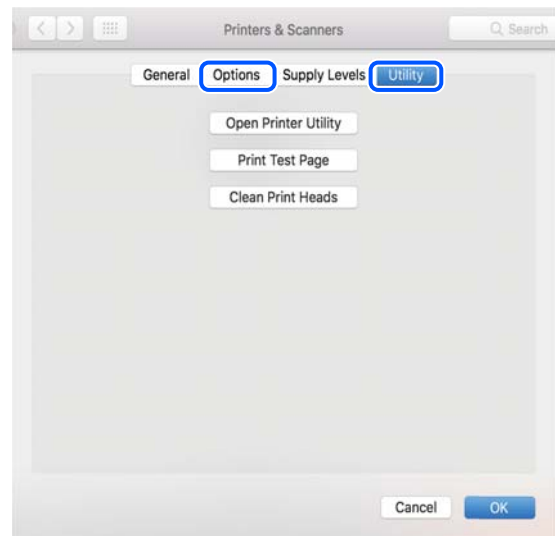 Printers & Scanners Search
General Options Supply Levels Utility
Open Printer Utility
Print Test Page
Clean Print Heads
Cancel OK